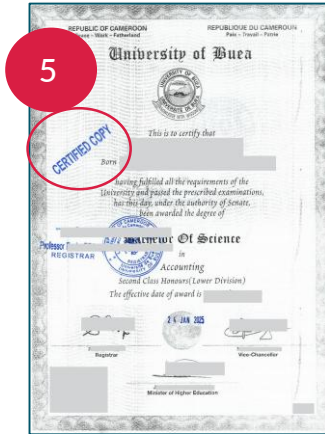 5
REPUBLIC OF CAMEROON
Peace - Work - Fatherland
REPUBLIQUE DU CAMEROUN
Paix - Travail - Patrie
University of Buea
CERTIFIED COPY
This is to certify that
Born
having fulfilled all the requirements of the
University and passed the prescribed examinations,
has this day, under the authority of Senate,
been awarded the degree of
Bachelor Of Science
Professor
REGISTRAR
in
Accounting
Second Class Honours (Lower Division)
The effective date of award is
24 JAN 2025
Registrar
Vice-Chancellor
Minister of Higher Education